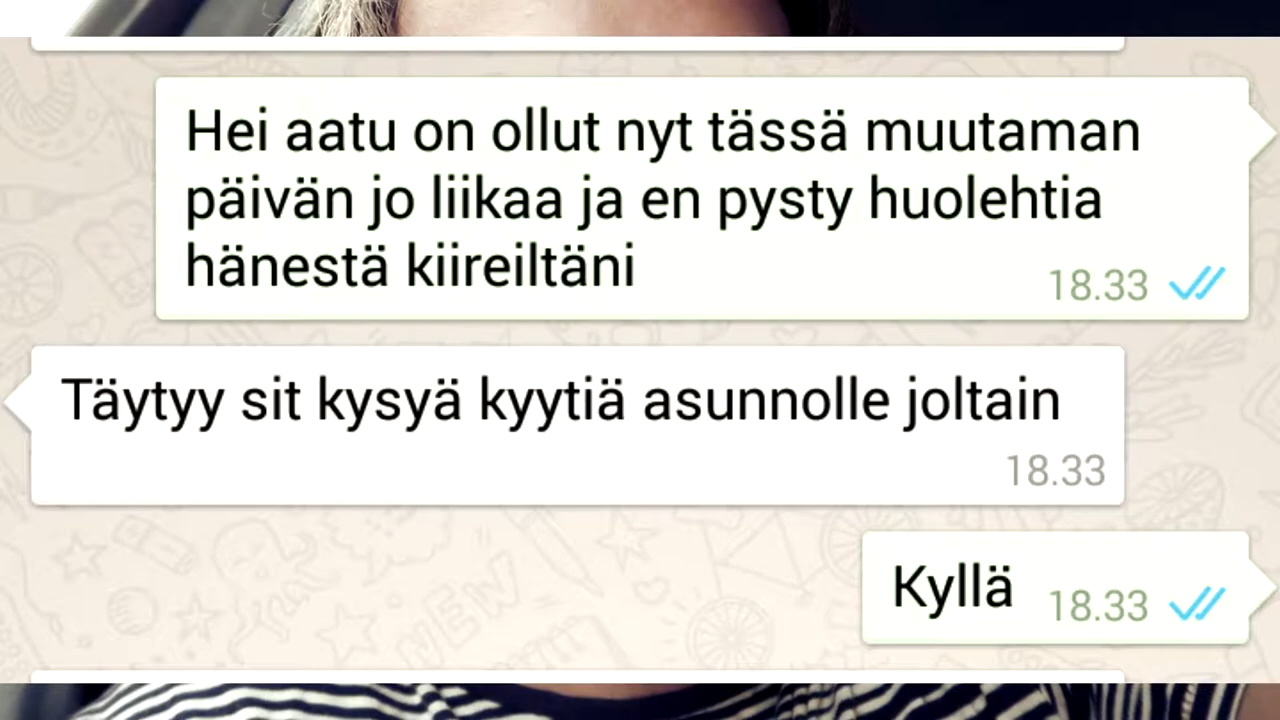 Hei aatu on ollut nyt tässä muutaman
päivän jo liikaa ja en pysty huolehtia
hänestä kiireiltäni
18.33
Täytyy sit kysyä kyytiä asunnolle joltain
18.33
Kyllä 18.33